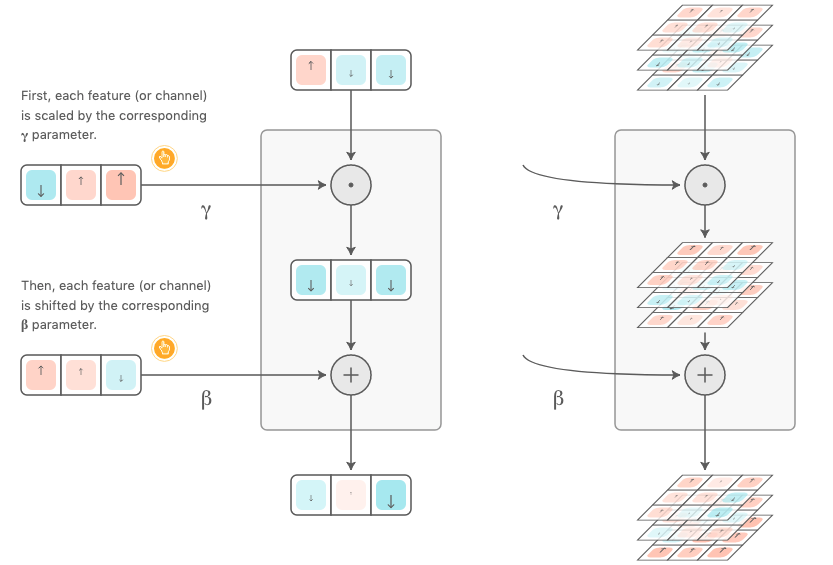 First, each feature (or channel)
is scaled by the corresponding
γ parameter.
γ
γ
Then, each feature (or channel)
is shifted by the corresponding
β parameter.
β
β